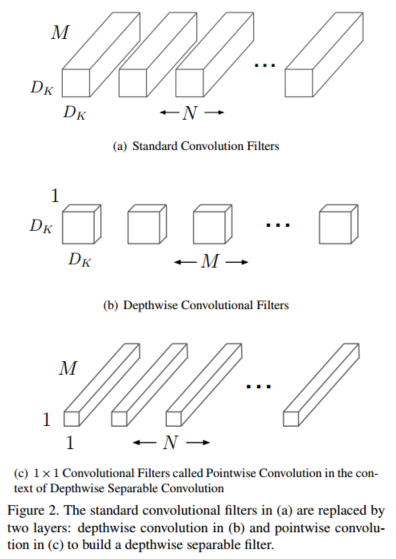 M
D_K
D_K
...
← N →
(a) Standard Convolution Filters
1
D_K
D_K
...
← M →
(b) Depthwise Convolutional Filters
M
1
1
...
← N →
(c) 1 × 1 Convolutional Filters called Pointwise Convolution in the con-
text of Depthwise Separable Convolution
Figure 2. The standard convolutional filters in (a) are replaced by
two layers: depthwise convolution in (b) and pointwise convolu-
tion in (c) to build a depthwise separable filter.